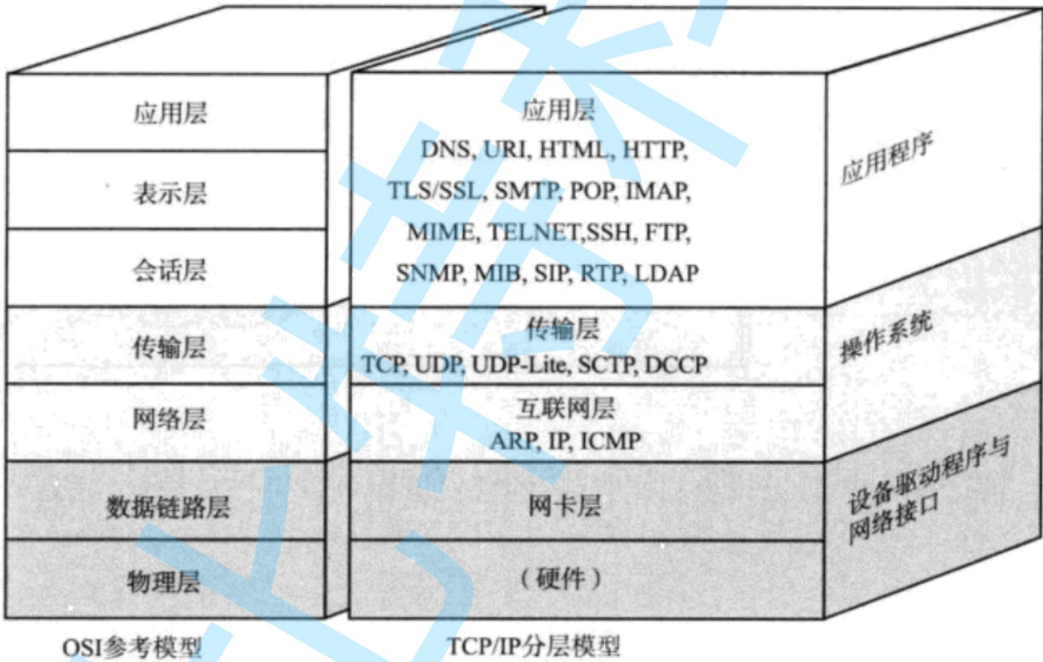 应用层
表示层
会话层
传输层
网络层
数据链路层
物理层
OSI参考模型
应用层
DNS, URI, HTML, HTTP,
TLS/SSL, SMTP, POP, IMAP,
MIME, TELNET,SSH, FTP,
SNMP, MIB, SIP, RTP, LDAP
传输层
TCP, UDP, UDP-Lite, SCTP, DCCP
互联网层
ARP, IP, ICMP
网卡层
（硬件）
TCP/IP分层模型
应用程序
操作系统
设备驱动程序与
网络接口